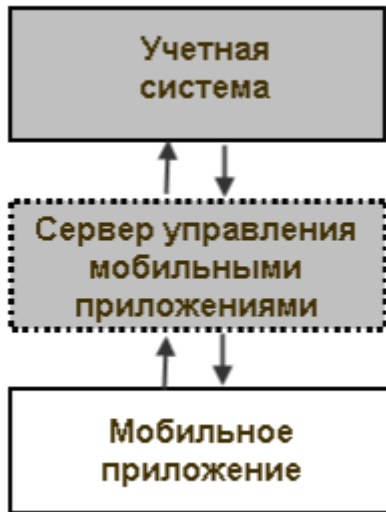 Учетная
система
Сервер управления
мобильными
приложениями
Мобильное
приложение